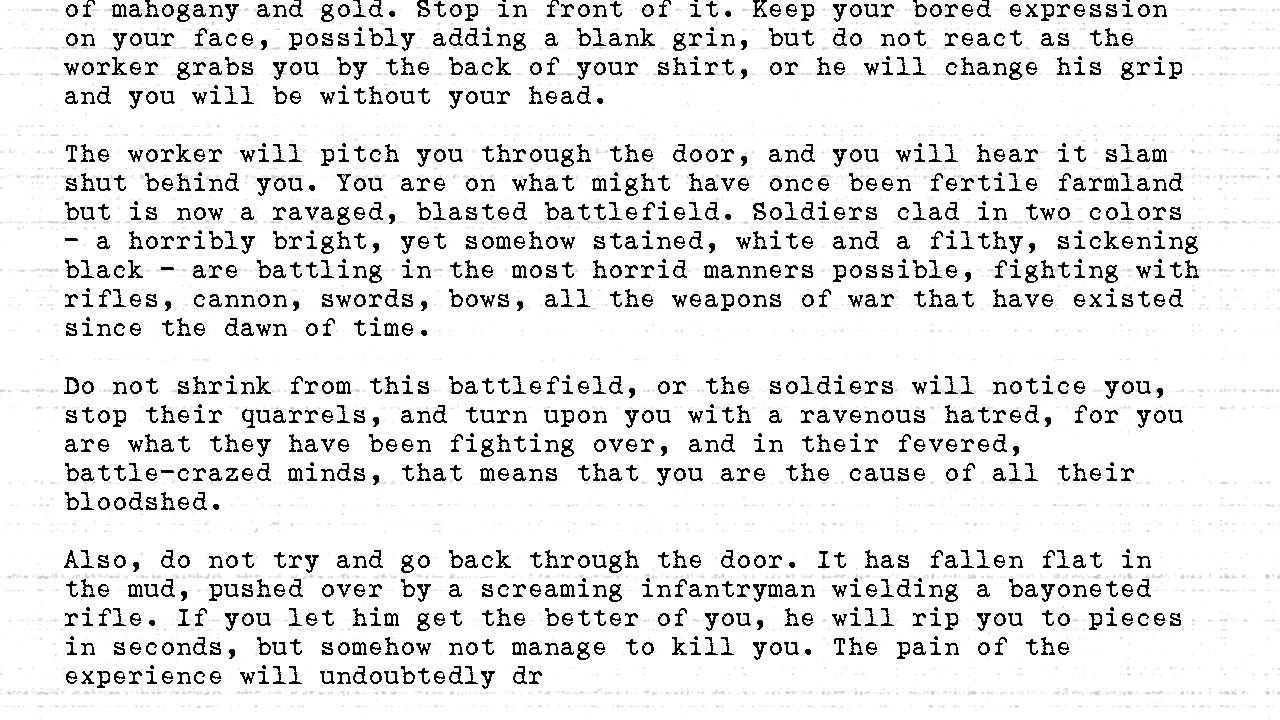 of mahogany and gold. Stop in front of it. Keep your bored expression
on your face, possibly adding a blank grin, but do not react as the
worker grabs you by the back of your shirt, or he will change his grip
and you will be without your head.
The worker will pitch you through the door, and you will hear it slam
shut behind you. You are on what might have once been fertile farmland
but is now a ravaged, blasted battlefield. Soldiers clad in two colors
- a horribly bright, yet somehow stained, white and a filthy, sickening
black - are battling in the most horrid manners possible, fighting with
rifles, cannon, swords, bows, all the weapons of war that have existed
since the dawn of time.
Do not shrink from this battlefield, or the soldiers will notice you,
stop their quarrels, and turn upon you with a ravenous hatred, for you
are what they have been fighting over, and in their fevered,
battle-crazed minds, that means that you are the cause of all their
bloodshed.
Also, do not try and go back through the door. It has fallen flat in
the mud, pushed over by a screaming infantryman wielding a bayoneted
rifle. If you let him get the better of you, he will rip you to pieces
in seconds, but somehow not manage to kill you. The pain of the
experience will undoubtedly dr